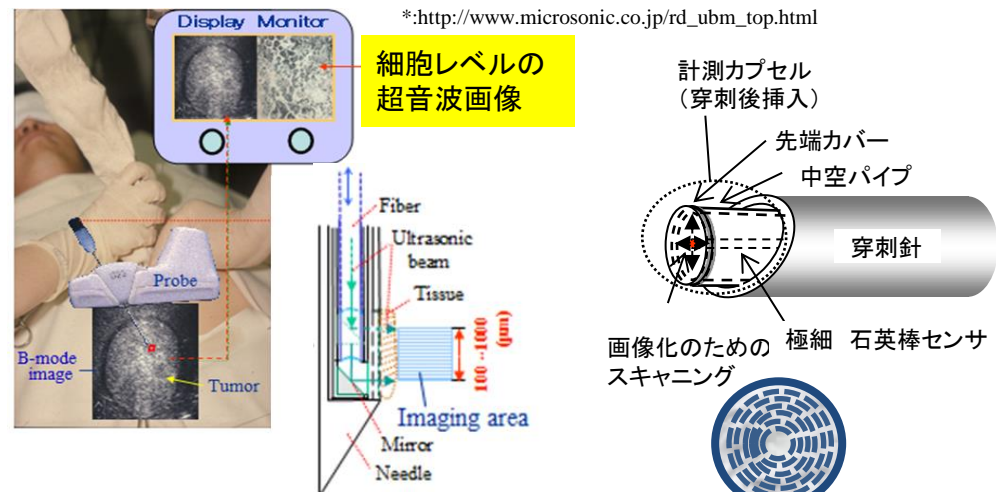 *:http://www.microsonic.co.jp/rd_ubm_top.html
Display Monitor
細胞レベルの
超音波画像
Probe
B-mode
image
Tumor
Fiber
Ultrasonic
beam
Tissue
100~1000
(μm)
Imaging area
Mirror
Needle
計測カプセル
(穿刺後挿入)
先端カバー
中空パイプ
穿刺針
画像化のための
スキャニング
極細 石英棒センサ